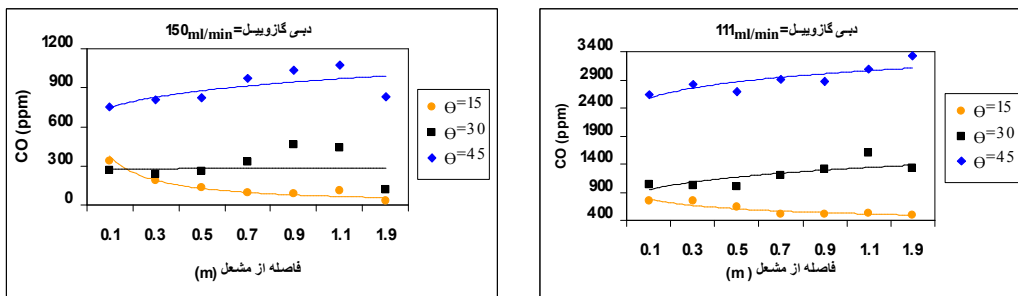 دبی گازوییل=150ml/min
1200
900
600
300
0
CO (ppm)
0.1 0.3 0.5 0.7 0.9 1.1 1.9
فاصله از مشعل (m)
Θ=15
Θ=30
Θ=45
دبی گازوییل=111ml/min
3400
2900
2400
1900
1400
900
400
CO (ppm)
0.1 0.3 0.5 0.7 0.9 1.1 1.9
فاصله از مشعل (m)
Θ=15
Θ=30
Θ=45